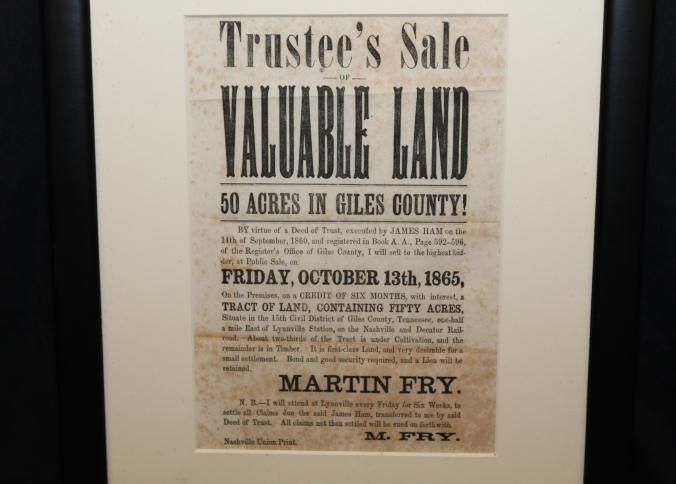 Trustee's Sale
OF
VALUABLE LAND
50 ACRES IN GILES COUNTY!
BY virtue of a Deed of Trust, executed by JAMES HAM on the
14th of September, 1860, and registered in Book A. A., Page 592-596,
of the Register's Office of Giles County, I will sell to the highest bid-
der, at Public Sale, on
FRIDAY, OCTOBER 13th, 1865,
On the Premises, on a CREDIT OF SIX MONTHS, with interest, a
TRACT OF LAND, CONTAINING FIFTY ACRES,
Situate in the 15th Civil District of Giles County, Tennessee, one-half
a mile East of Lynnville Station, on the Nashville and Decatur Rail-
road. About two-thirds of the Tract is under Cultivation, and the
remainder is in Timber. It is first-class Land, and very desirable for a
small settlement. Bond and good security required, and a Lien will be
retained.
MARTIN FRY.
N. B.—I will attend at Lynnville every Friday for Six Weeks, to
settle all Claims due the said James Ham, transferred to me by said
Deed of Trust. All claims not then settled will be sued on forthwith.
M. FRY.
Nashville Union Print.